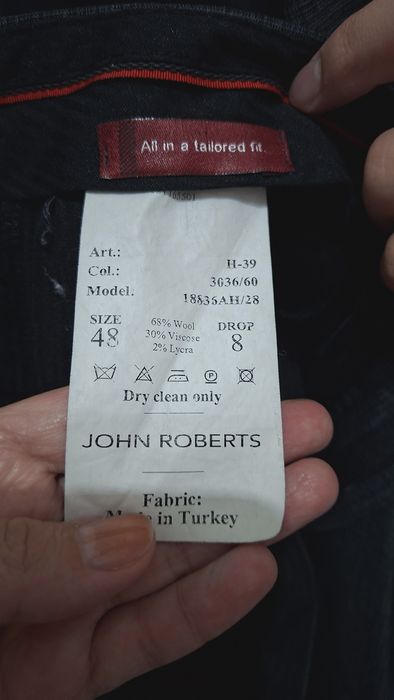 All in a tailored fit.
Art.: H-39
Col.: 3036/60
Model. 18836AH/28
SIZE 48
68% Wool
30% Viscose
2% Lycra
DROP 8
P
Dry clean only
JOHN ROBERTS
Fabric:
in Turkey